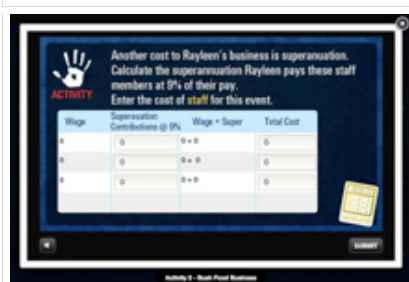 Another cost to Rayleen's business is superanuation.
Calculate the superannuation Rayleen pays these staff
members at 9% of their pay.
Enter the cost of staff for this event.
ACTIVITY
Wage Superauation Contributions @ 9% Wage + Super Total Cost
0 0 0 + 0 0
0 0 0 + 0 0
0 0 0 + 0 0
SUBMIT
Activity 2 - Bush Food Business